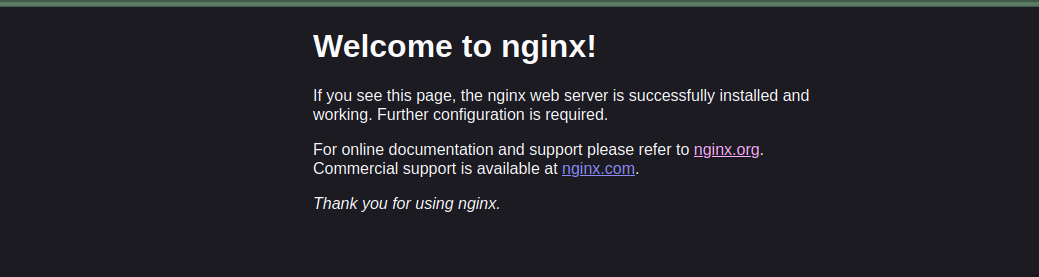 Welcome to nginx!
If you see this page, the nginx web server is successfully installed and
working. Further configuration is required.
For online documentation and support please refer to nginx.org.
Commercial support is available at nginx.com.
Thank you for using nginx.